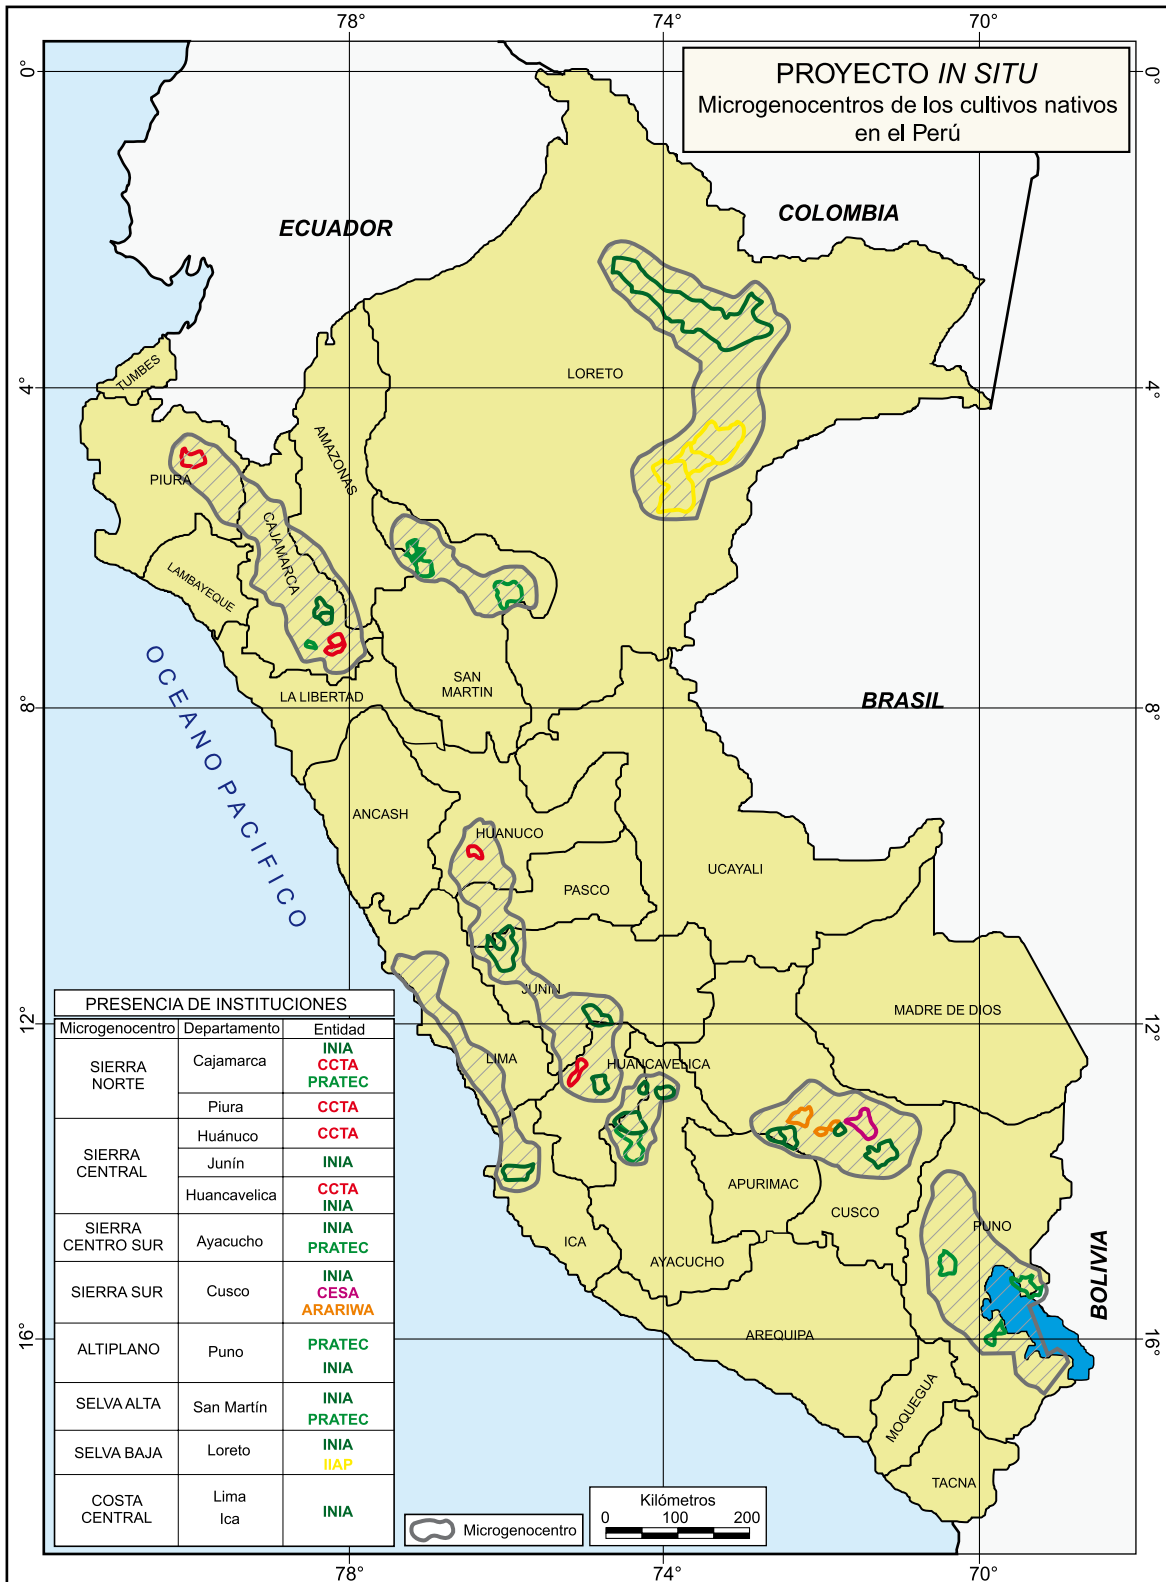 78°
74°
70°
0°
0°
PROYECTO IN SITU
Microgenocentros de los cultivos nativos
en el Perú
COLOMBIA
ECUADOR
TUMBES
4°
LORETO
4°
AMAZONAS
PIURA
CAJAMARCA
LAMBAYEQUE
SAN
MARTIN
LA LIBERTAD
BRASIL
8°
8°
OCEANO PACIFICO
ANCASH
HUANUCO
PASCO
UCAYALI
JUNIN
MADRE DE DIOS
12°
12°
LIMA
HUANCAVELICA
APURIMAC
CUSCO
PUNO
ICA
AYACUCHO
BOLIVIA
AREQUIPA
16°
16°
MOQUEGUA
TACNA
PRESENCIA DE INSTITUCIONES
Microgenocentro Departamento Entidad
SIERRA
NORTE
Cajamarca
INIA
CCTA
PRATEC
Piura
CCTA
SIERRA
CENTRAL
Huánuco
CCTA
Junín
INIA
Huancavelica
CCTA
INIA
SIERRA
CENTRO SUR
Ayacucho
INIA
PRATEC
SIERRA SUR
Cusco
INIA
CESA
ARARIWA
ALTIPLANO
Puno
PRATEC
INIA
SELVA ALTA
San Martín
INIA
PRATEC
SELVA BAJA
Loreto
INIA
IIAP
COSTA
CENTRAL
Lima
Ica
INIA
Microgenocentro
Kilómetros
0 100 200
78°
74°
70°